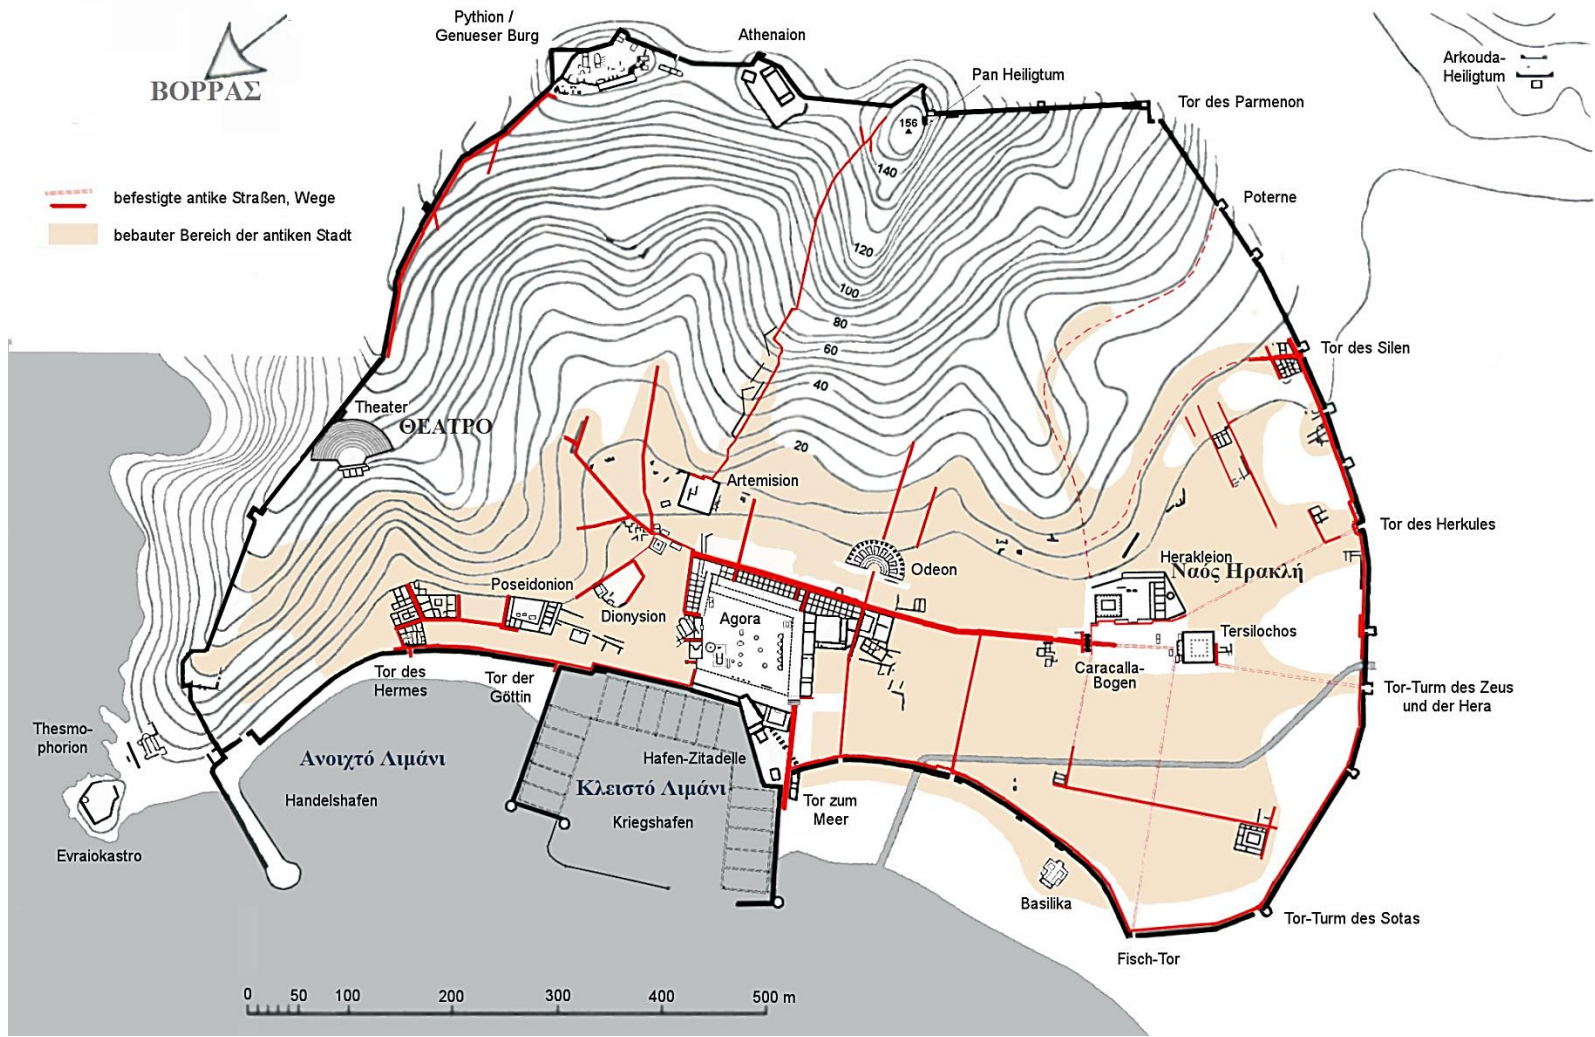 Pythion /
Genueser Burg
Athenaion
Pan Heiligtum
Arkouda-
Heiligtum
ΒΟΡΡΑΣ
Tor des Parmenon
156
140
befestigte antike Straßen, Wege
Poterne
bebauter Bereich der antiken Stadt
120
100
80
60
Tor des Silen
40
Theater
ΘΕΑΤΡΟ
20
Artemision
Tor des Herkules
Herakleion
Ναός Ηρακλή
Odeon
Poseidonion
Dionysion
Agora
Tersilochos
Caracalla-
Bogen
Tor des
Hermes
Tor der
Göttin
Tor-Turm des Zeus
und der Hera
Thesmo-
phorion
Ανοιχτό Λιμάνι
Hafen-Zitadelle
Κλειστό Λιμάνι
Handelshafen
Kriegshafen
Tor zum
Meer
Evraiokastro
Basilika
Tor-Turm des Sotas
Fisch-Tor
0 50 100 200 300 400 500 m